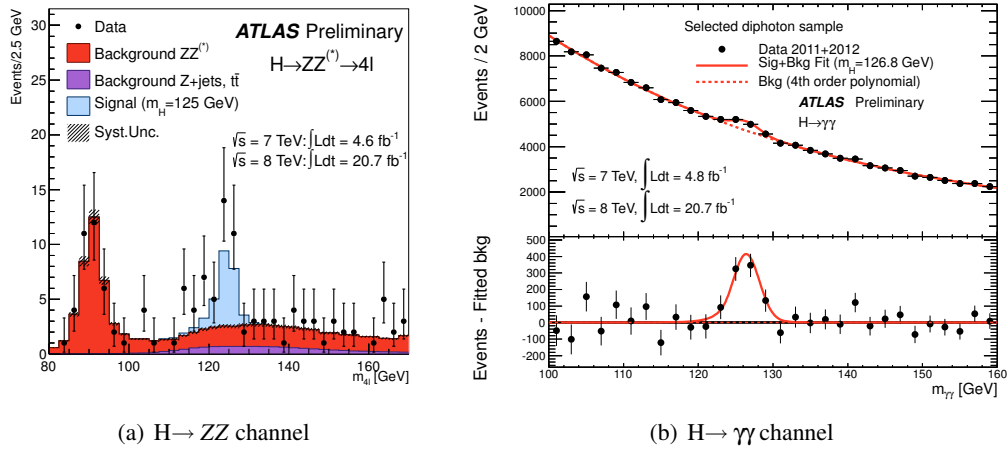 Events/2.5 GeV
30
25
20
15
10
5
0
80
100
120
140
160
m4l [GeV]
Data
Background ZZ(*)
Background Z+jets, tt̄
Signal (mH=125 GeV)
Syst.Unc.
ATLAS Preliminary
H→ZZ(*)→4l
√s = 7 TeV:∫Ldt = 4.6 fb-1
√s = 8 TeV:∫Ldt = 20.7 fb-1
(a) H→ ZZ channel
Events / 2 GeV
10000
8000
6000
4000
2000
Selected diphoton sample
Data 2011+2012
Sig+Bkg Fit (mH=126.8 GeV)
Bkg (4th order polynomial)
ATLAS Preliminary
H→γγ
√s = 7 TeV, ∫Ldt = 4.8 fb-1
√s = 8 TeV, ∫Ldt = 20.7 fb-1
Events - Fitted bkg
500
400
300
200
100
0
-100
-200
100
110
120
130
140
150
160
mγγ [GeV]
(b) H→ γγ channel